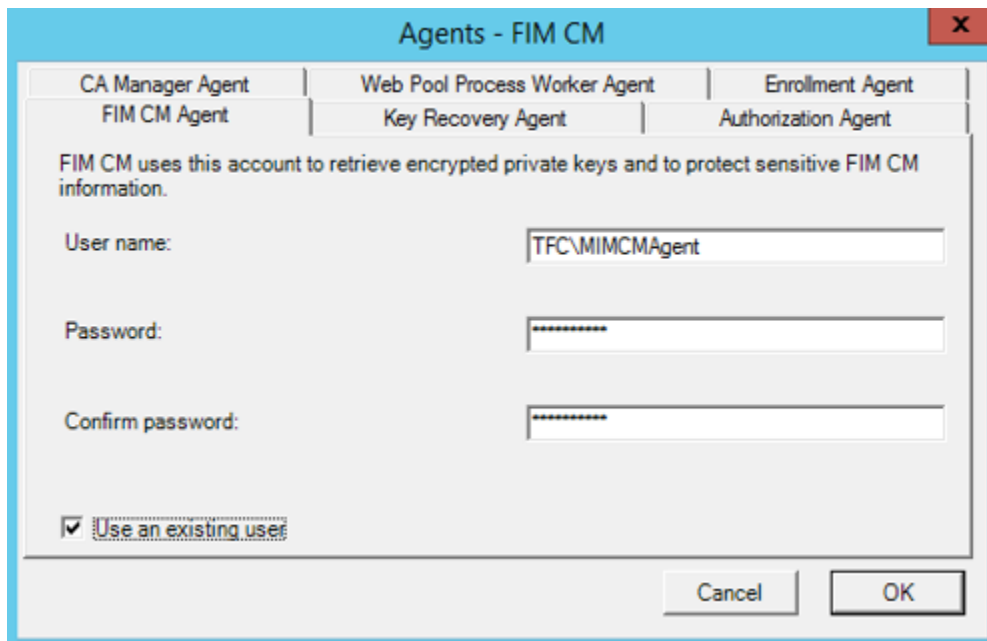 Agents - FIM CM
x
CA Manager Agent
Web Pool Process Worker Agent
Enrollment Agent
FIM CM Agent
Key Recovery Agent
Authorization Agent
FIM CM uses this account to retrieve encrypted private keys and to protect sensitive FIM CM
information.
User name:
TFC\MIMCMAgent
Password:
**********
Confirm password:
**********
Use an existing user
Cancel
OK